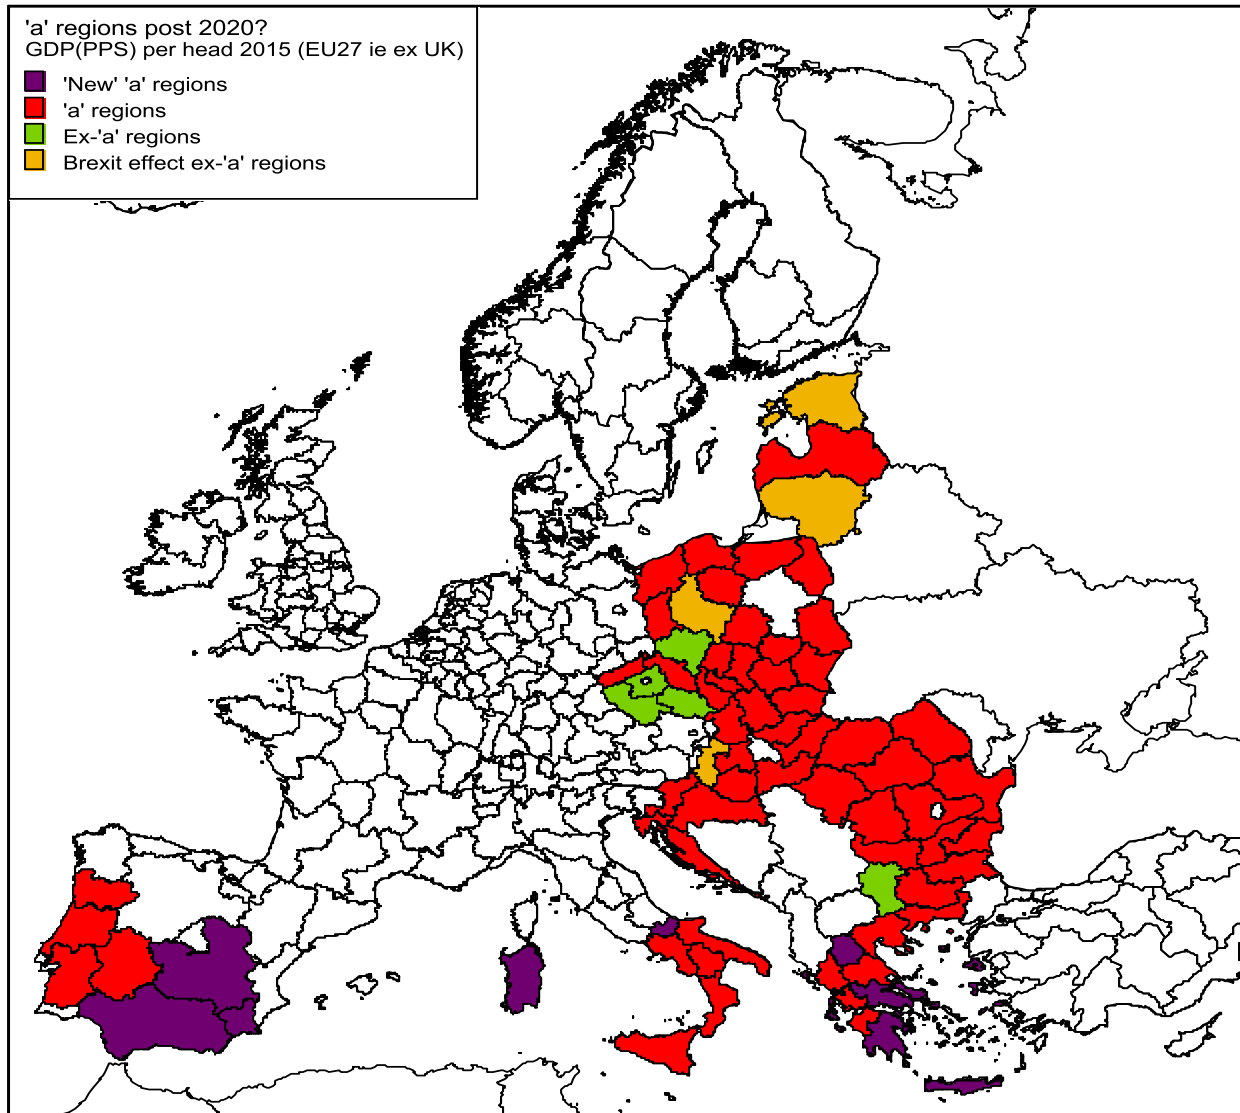 'a' regions post 2020?
GDP(PPS) per head 2015 (EU27 ie ex UK)
'New' 'a' regions
'a' regions
Ex-'a' regions
Brexit effect ex-'a' regions